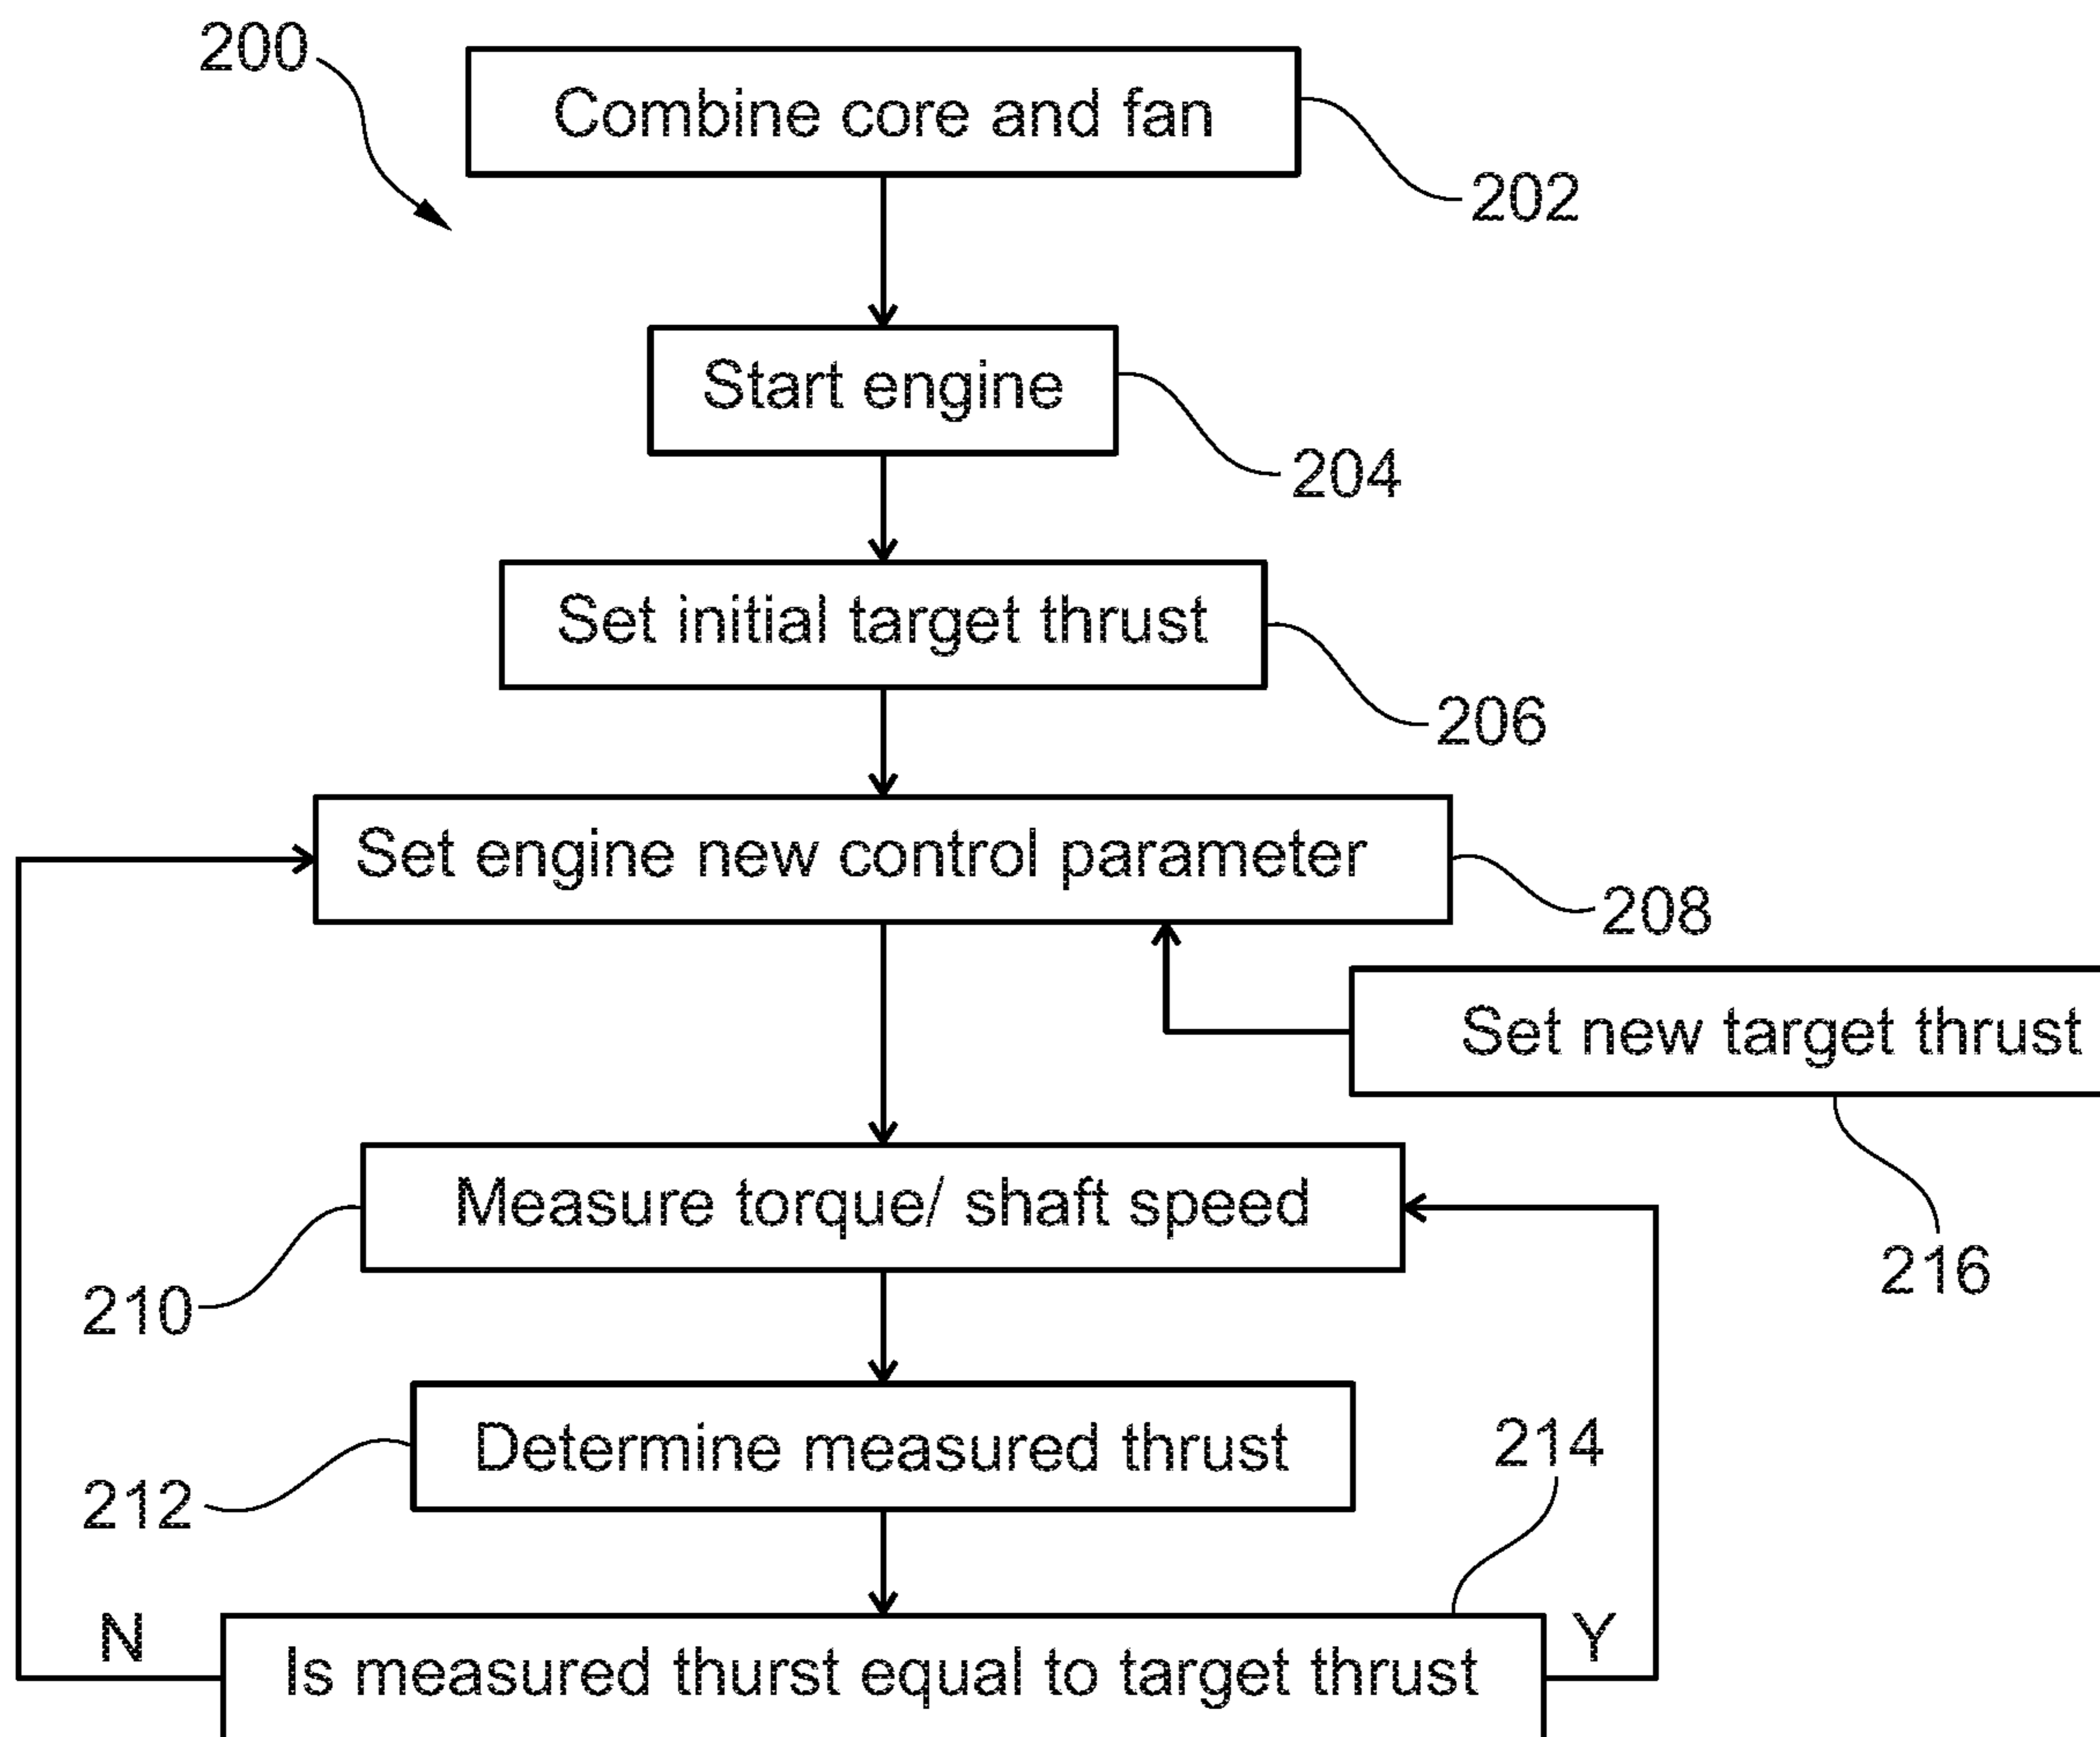 200
Combine core and fan
202
Start engine
204
Set initial target thrust
206
Set engine new control parameter
208
Set new target thrust
216
Measure torque/ shaft speed
210
Determine measured thrust
212
214
N
Is measured thurst equal to target thrust
Y